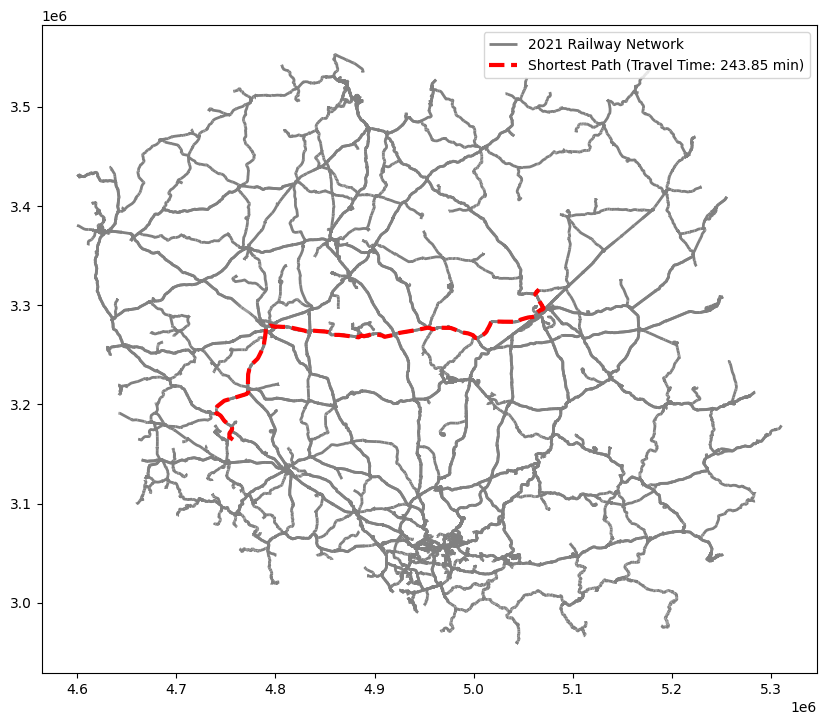 1e6
2021 Railway Network
Shortest Path (Travel Time: 243.85 min)
3.5
3.4
3.3
3.2
3.1
3.0
4.6 4.7 4.8 4.9 5.0 5.1 5.2 5.3
1e6